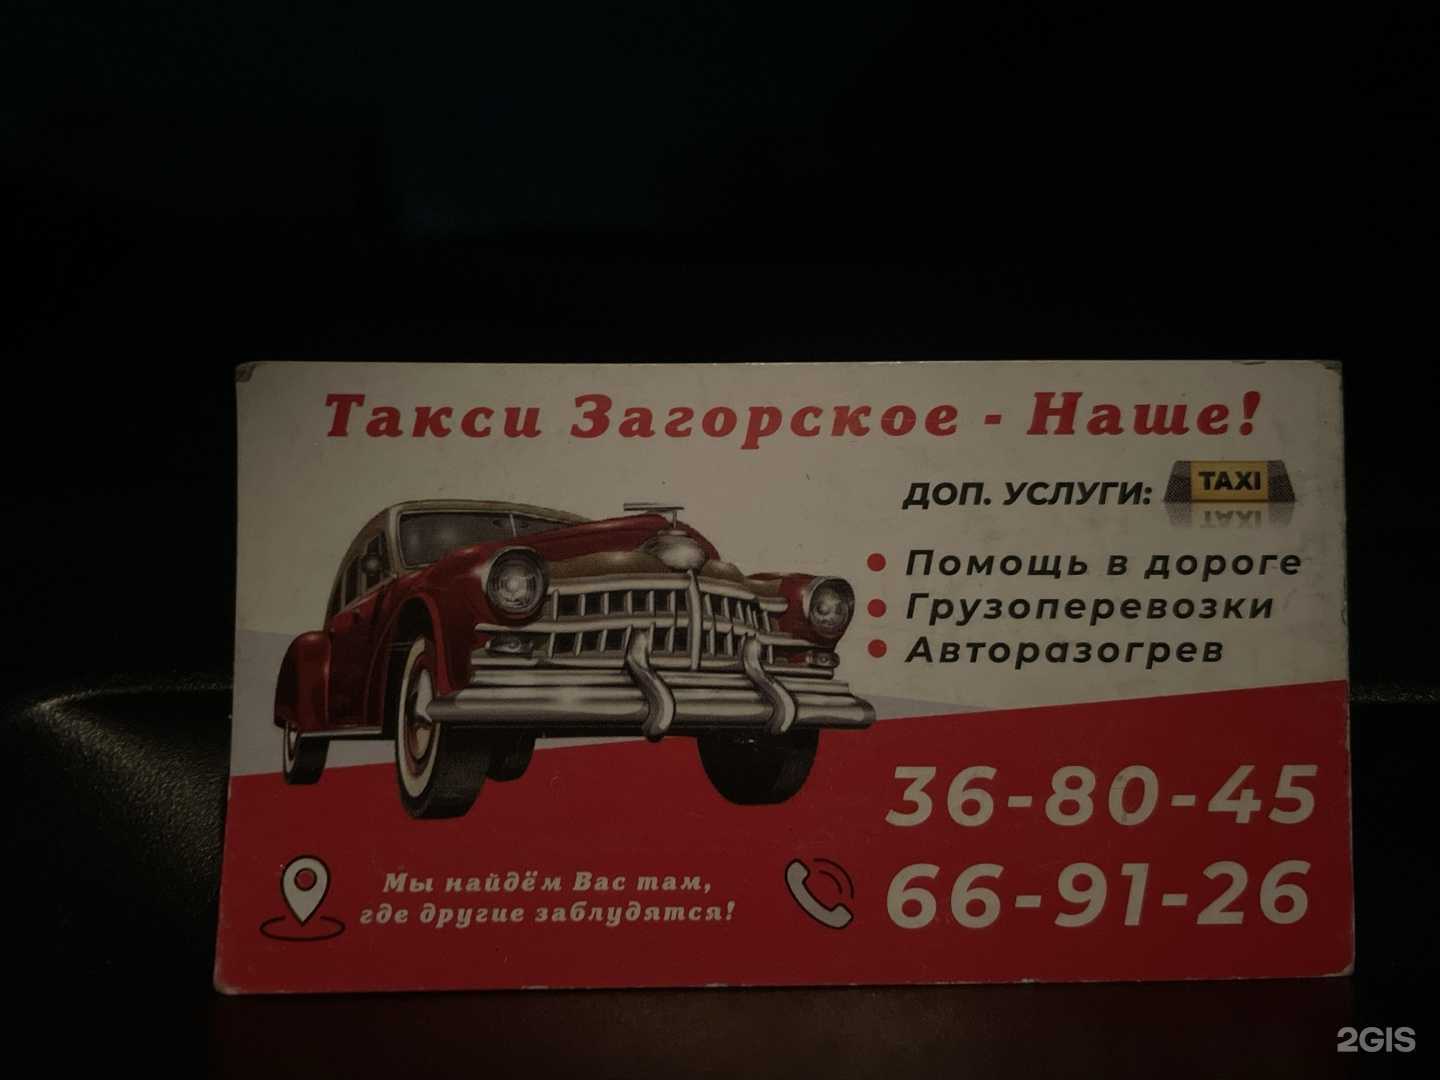 Такси Загорское - Наше!
ДОП. УСЛУГИ:
TAXI
• Помощь в дороге
• Грузоперевозки
• Авторазогрев
36-80-45
66-91-26
Мы найдём Вас там,
где другие заблудятся!
2GIS